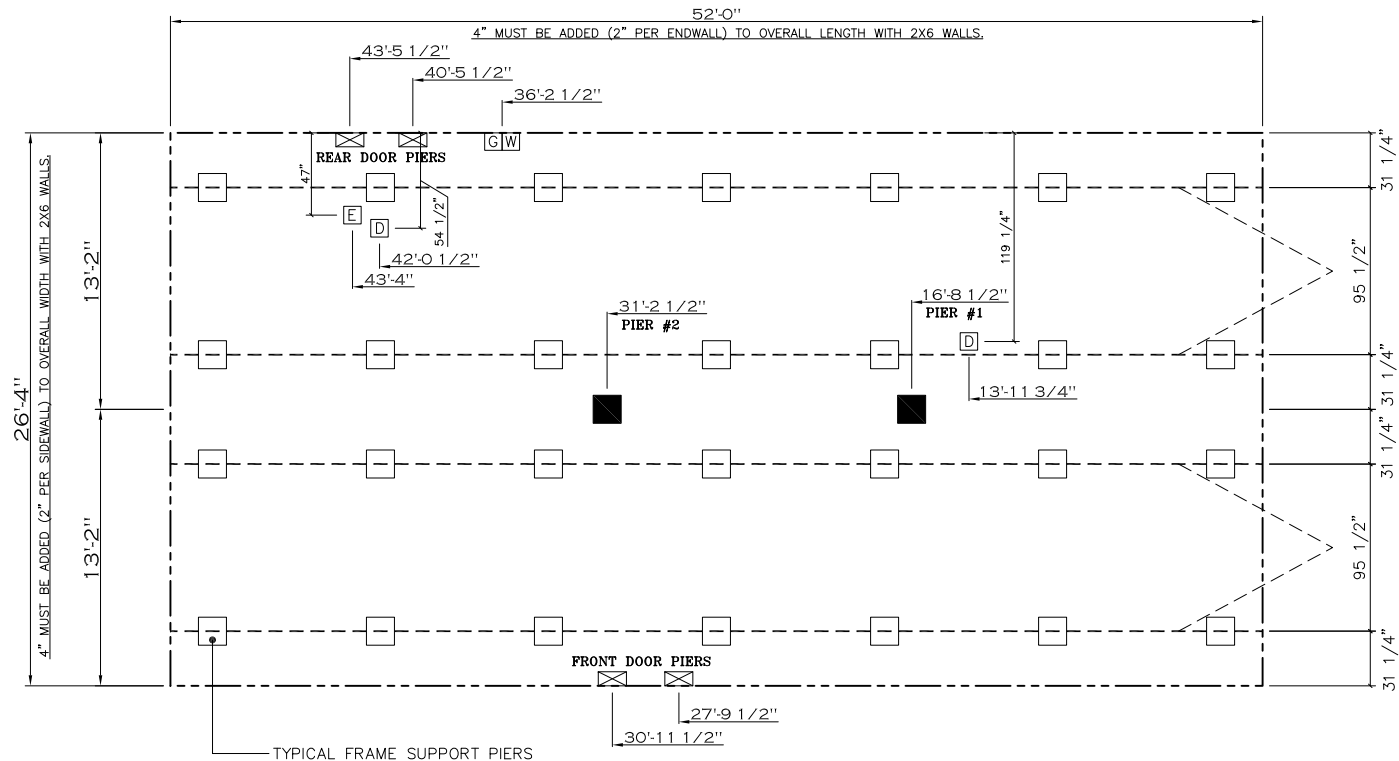 52'-0"
4" MUST BE ADDED (2" PER ENDWALL) TO OVERALL LENGTH WITH 2X6 WALLS.
43'-5 1/2"
40'-5 1/2"
36'-2 1/2"
G W
REAR DOOR PIERS
47"
E
D
54 1/2"
42'-0 1/2"
43'-4"
119 1/4"
31'-2 1/2"
PIER #2
16'-8 1/2"
PIER #1
D
13'-11 3/4"
26'-4"
4" MUST BE ADDED (2" PER SIDEWALL) TO OVERALL WIDTH WITH 2X6 WALLS.
13'-2"
13'-2"
31 1/4"
95 1/2"
31 1/4"
31 1/4"
95 1/2"
31 1/4"
FRONT DOOR PIERS
27'-9 1/2"
30'-11 1/2"
TYPICAL FRAME SUPPORT PIERS